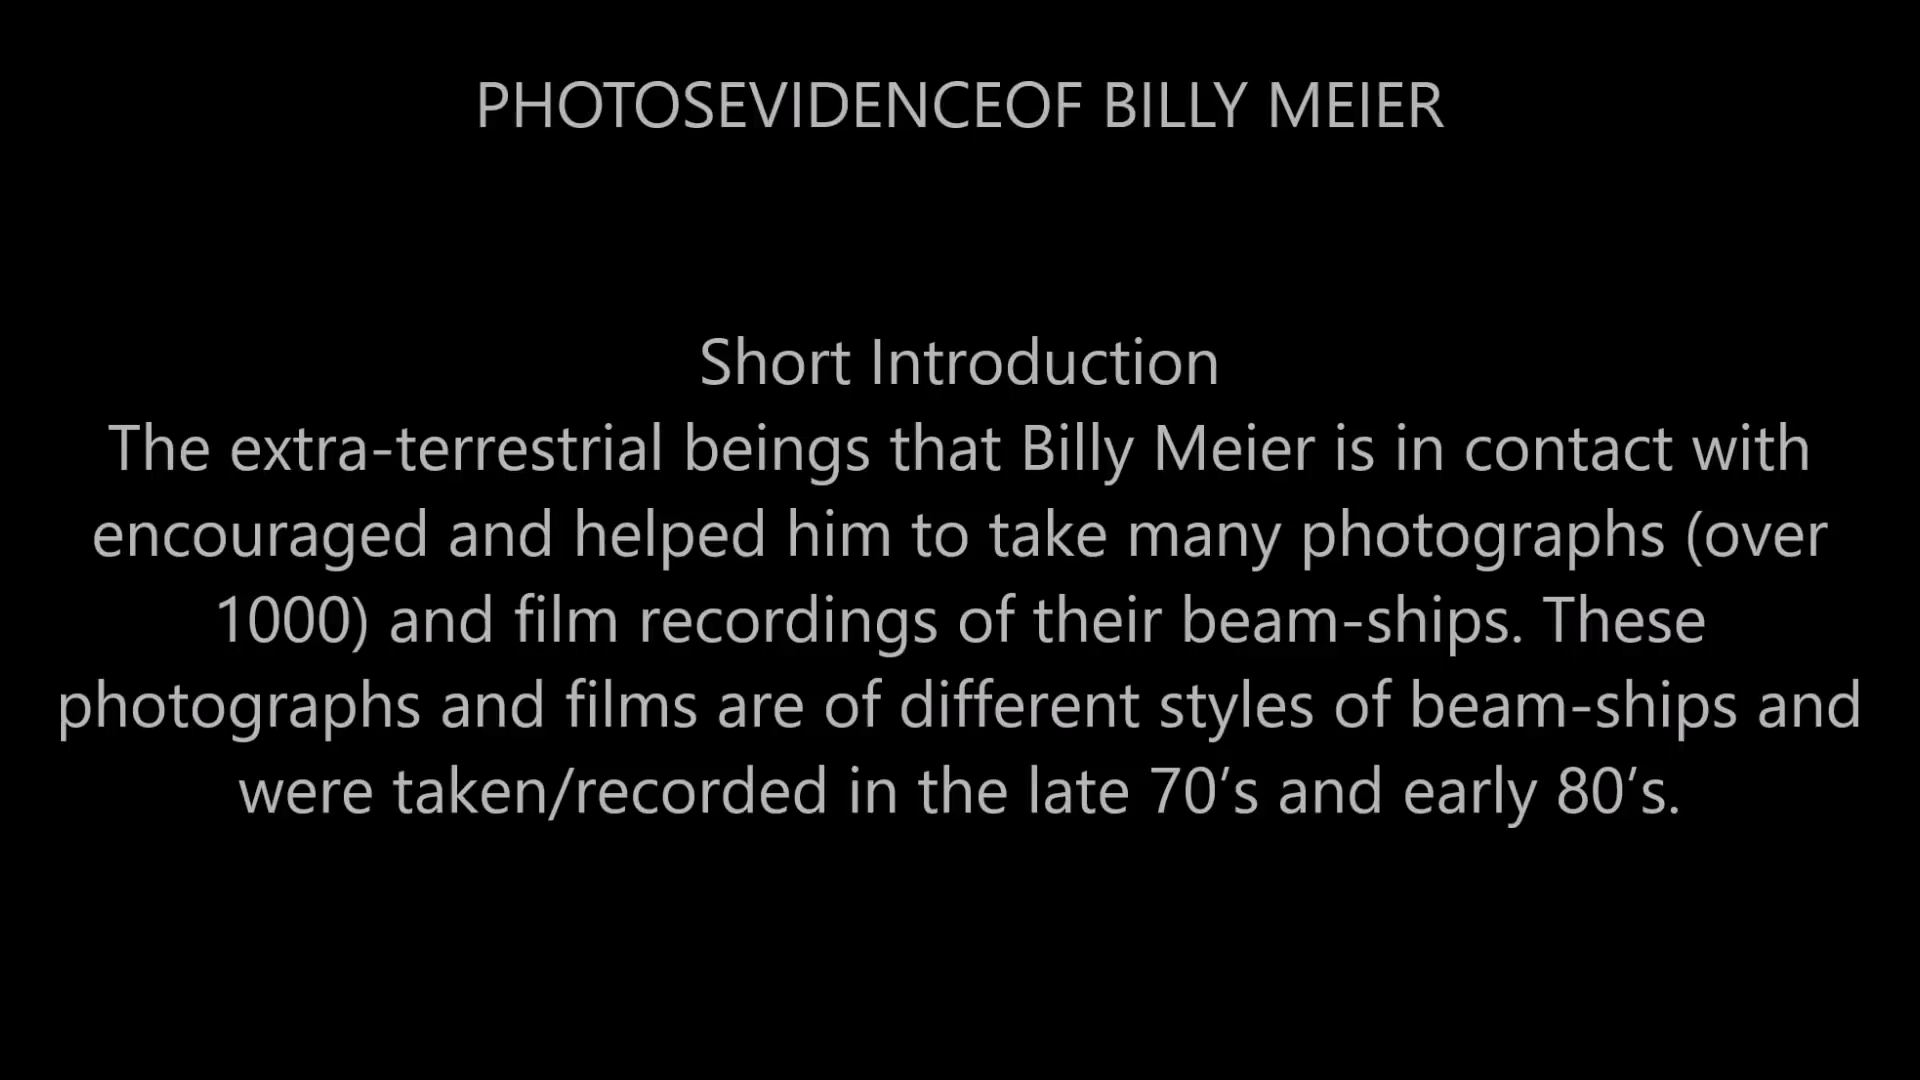 PHOTOSEVIDENCEOF BILLY MEIER
Short Introduction
The extra-terrestrial beings that Billy Meier is in contact with
encouraged and helped him to take many photographs (over
1000) and film recordings of their beam-ships. These
photographs and films are of different styles of beam-ships and
were taken/recorded in the late 70’s and early 80’s.